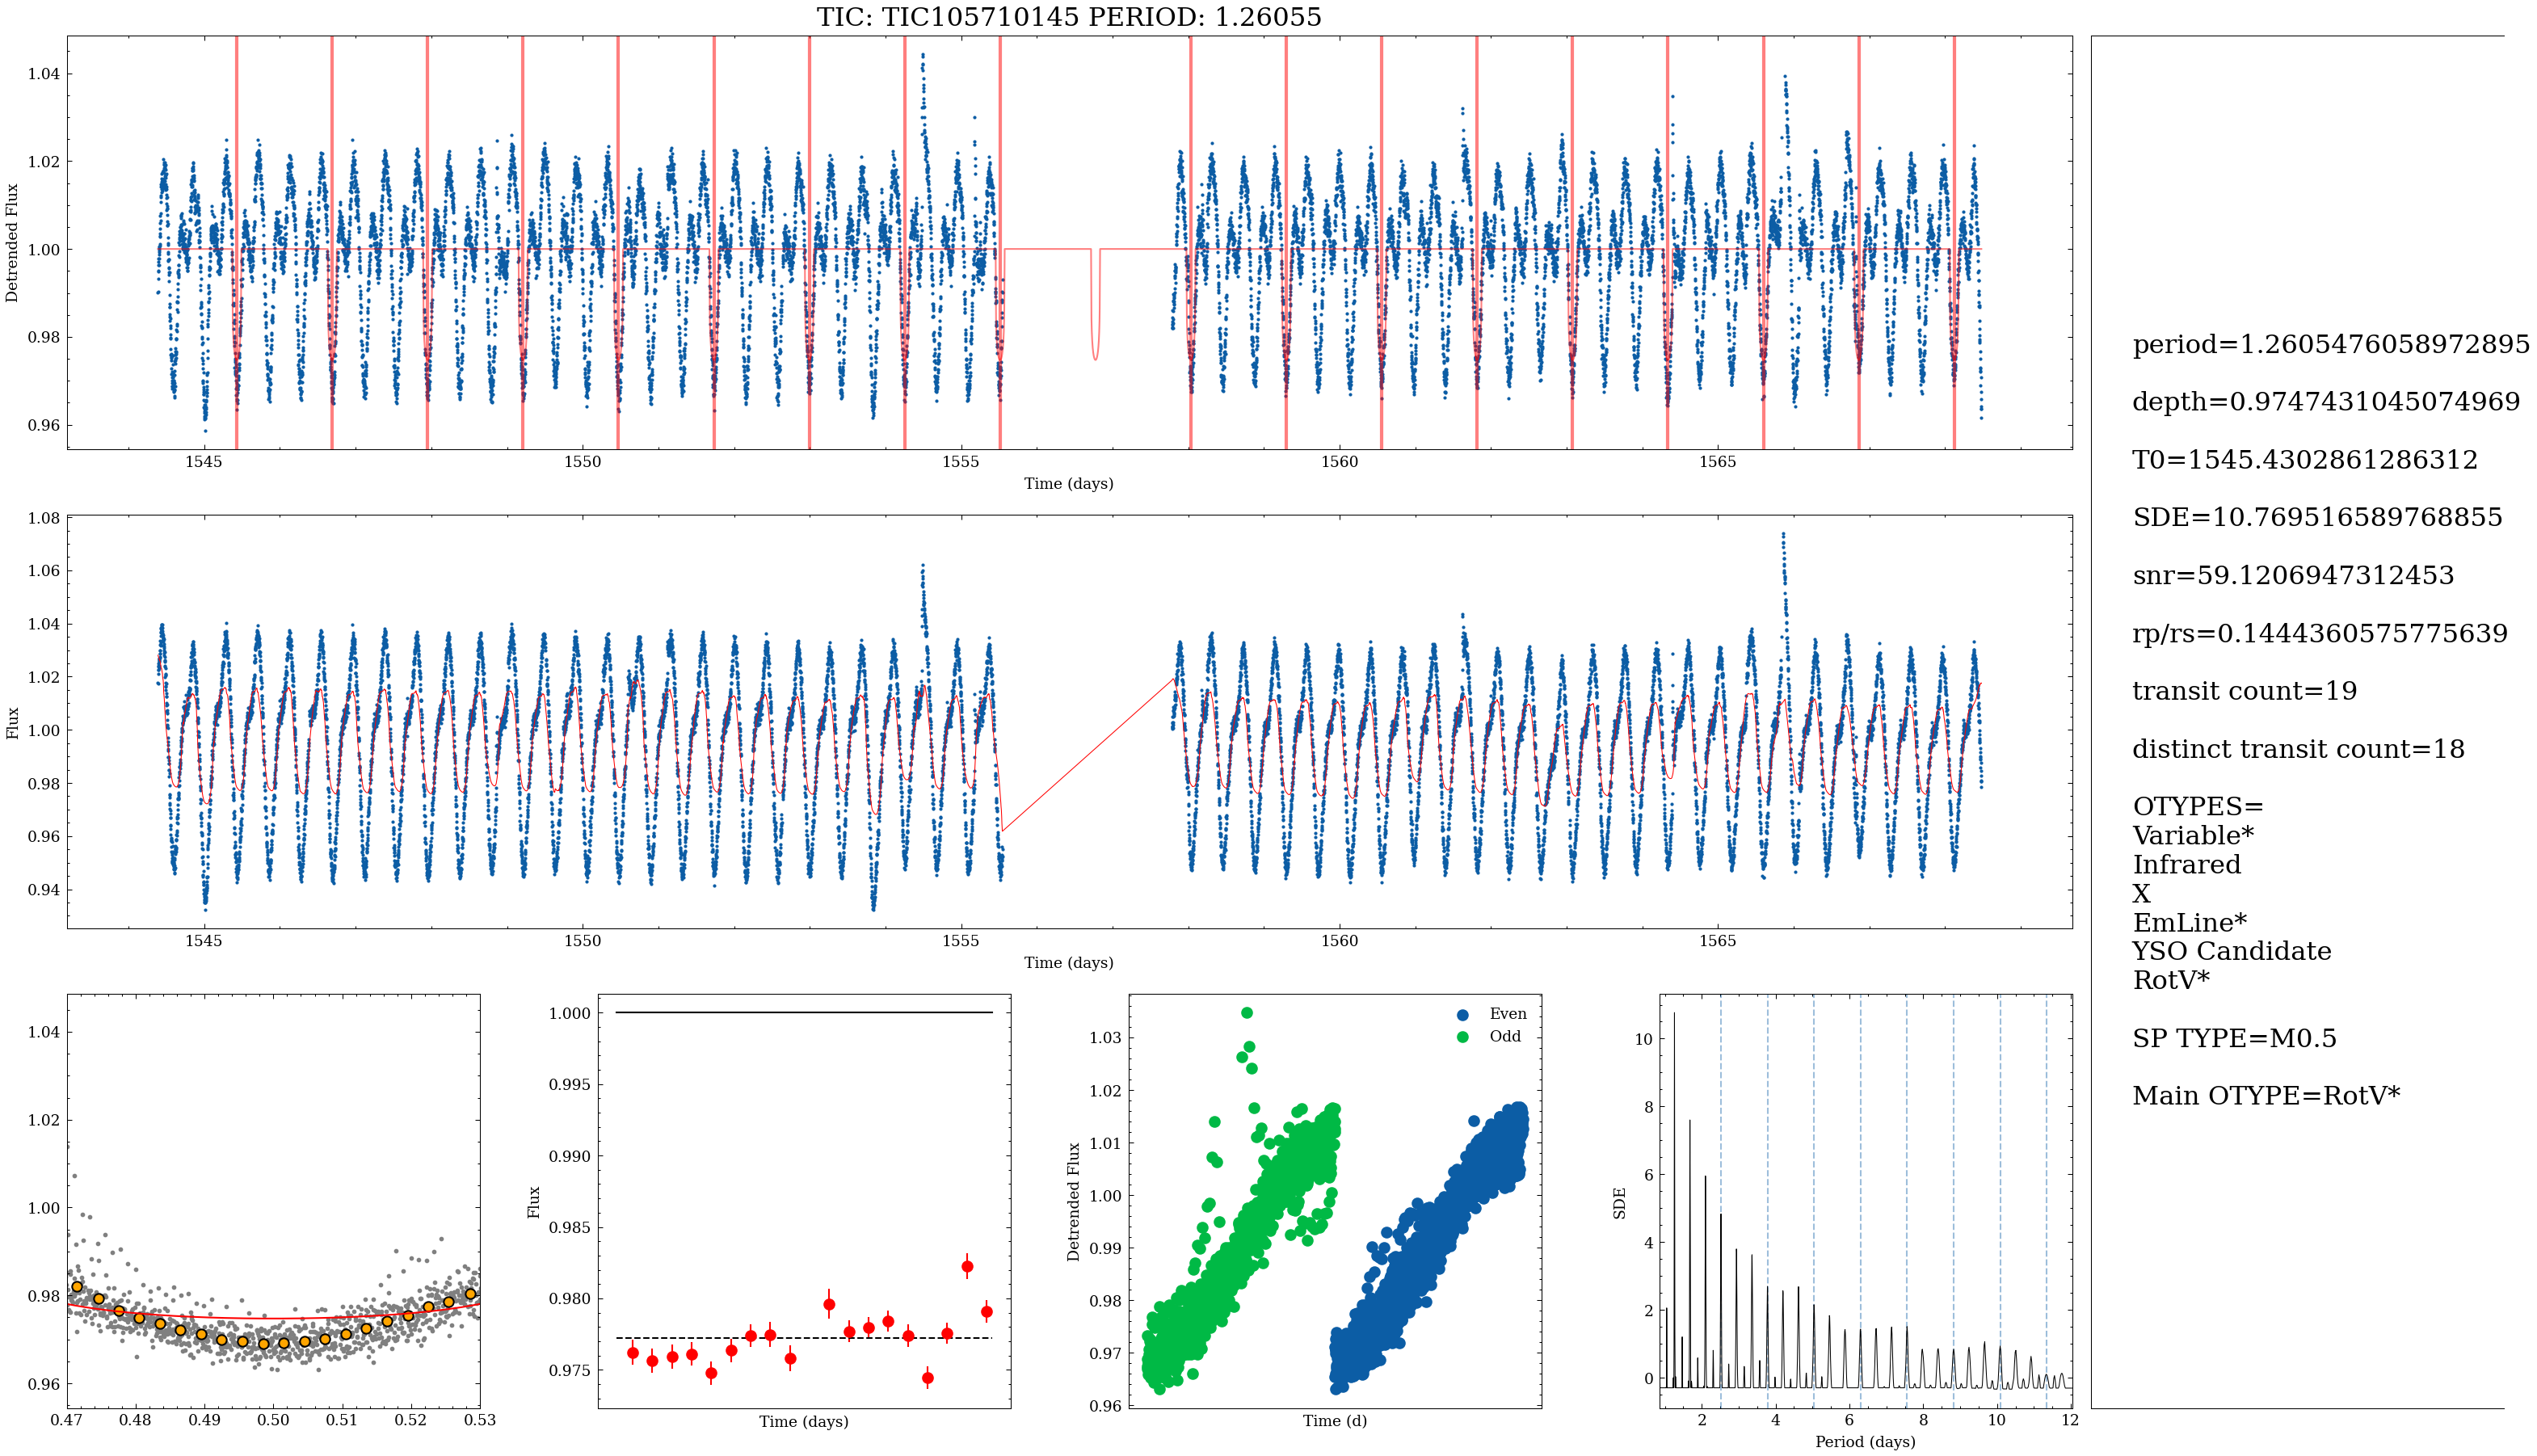 TIC: TIC105710145 PERIOD: 1.26055
Detrended Flux
1.04
1.02
1.00
0.98
0.96
1545
1550
1555
1560
1565
Time (days)
Flux
1.08
1.06
1.04
1.02
1.00
0.98
0.96
0.94
1545
1550
1555
1560
1565
Time (days)
1.04
1.02
1.00
0.98
0.96
0.47
0.48
0.49
0.50
0.51
0.52
0.53
Flux
1.000
0.995
0.990
0.985
0.980
0.975
Time (days)
Detrended Flux
1.03
1.02
1.01
1.00
0.99
0.98
0.97
0.96
Even
Odd
Time (d)
SDE
10
8
6
4
2
0
2
4
6
8
10
12
Period (days)
period=1.2605476058972895
depth=0.9747431045074969
T0=1545.4302861286312
SDE=10.769516589768855
snr=59.1206947312453
rp/rs=0.1444360575775639
transit count=19
distinct transit count=18
OTYPES=
Variable*
Infrared
X
EmLine*
YSO Candidate
RotV*
SP TYPE=M0.5
Main OTYPE=RotV*